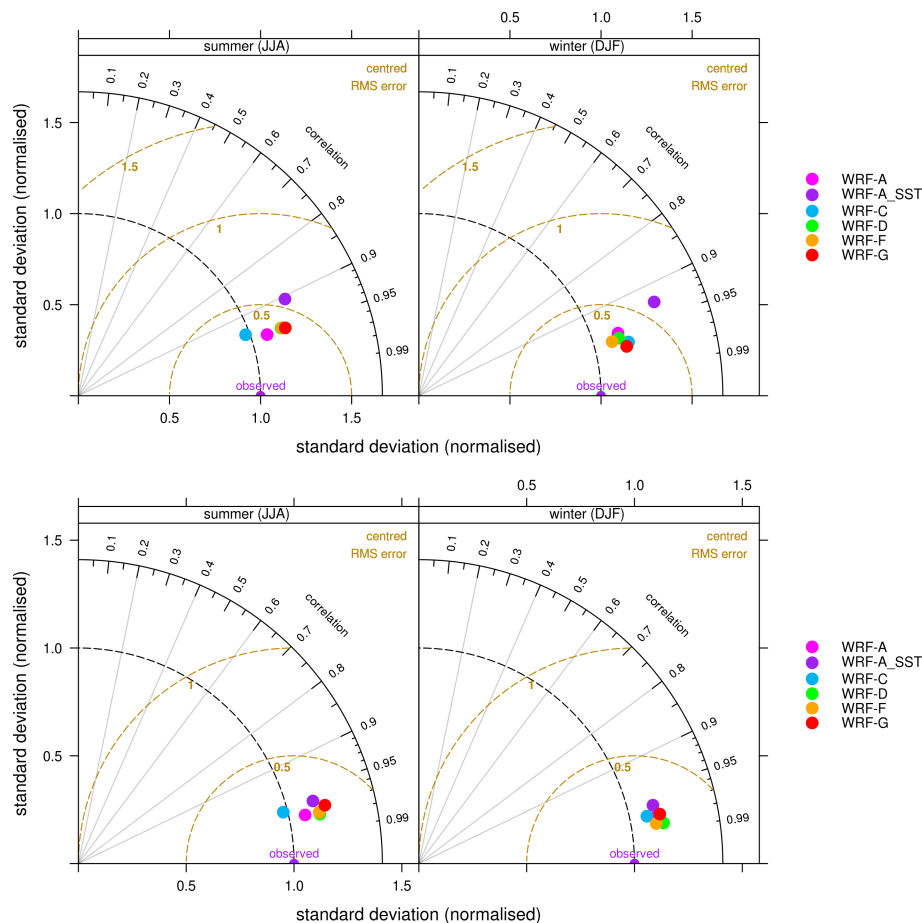 0.5 1.0 1.5
summer (JJA) winter (DJF)
centred
RMS error
centred
RMS error
standard deviation (normalised)
1.5
1.0
0.5
0.1 0.2 0.3 0.4 0.5 0.6 0.7 0.8 0.9 0.95 0.99
correlation
1.5
1
0.5
observed
0.1 0.2 0.3 0.4 0.5 0.6 0.7 0.8 0.9 0.95 0.99
correlation
1.5
1
0.5
observed
WRF-A
WRF-A_SST
WRF-C
WRF-D
WRF-F
WRF-G
0.5 1.0 1.5
standard deviation (normalised)
0.5 1.0 1.5
summer (JJA) winter (DJF)
centred
RMS error
centred
RMS error
standard deviation (normalised)
1.5
1.0
0.5
0.1 0.2 0.3 0.4 0.5 0.6 0.7 0.8 0.9 0.95 0.99
correlation
1
0.5
observed
0.1 0.2 0.3 0.4 0.5 0.6 0.7 0.8 0.9 0.95 0.99
correlation
1
0.5
observed
WRF-A
WRF-A_SST
WRF-C
WRF-D
WRF-F
WRF-G
0.5 1.0 1.5
standard deviation (normalised)